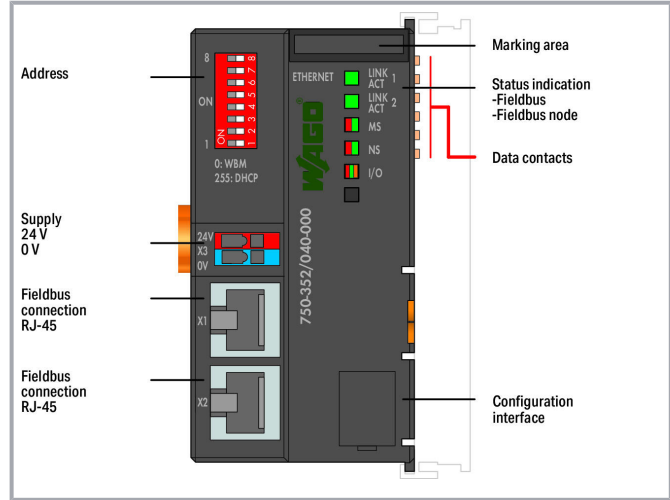 Address
Supply
24 V
0 V
Fieldbus
connection
RJ-45
Fieldbus
connection
RJ-45
8
ON
1
ON
1 2 3 4 5 6 7 8
0: WBM
255: DHCP
24V
X3
0V
X1
X2
ETHERNET
LINK
ACT 1
LINK
ACT 2
MS
NS
I/O
WAGO
750-352/040-000
Marking area
Status indication
-Fieldbus
-Fieldbus node
Data contacts
Configuration
interface